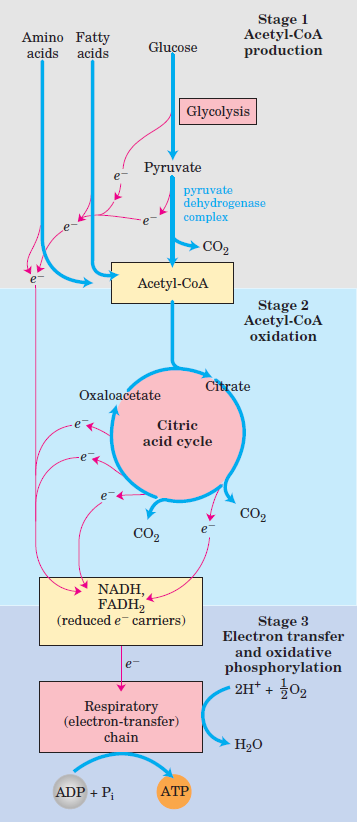 Stage 1
Acetyl-CoA
production
Amino
acids
Fatty
acids
Glucose
Glycolysis
e⁻
Pyruvate
pyruvate
dehydrogenase
complex
e⁻
e⁻
CO₂
e⁻
Acetyl-CoA
Stage 2
Acetyl-CoA
oxidation
Oxaloacetate
Citrate
Citric
acid cycle
e⁻
e⁻
e⁻
CO₂
e⁻
CO₂
NADH,
FADH₂
(reduced e⁻ carriers)
Stage 3
Electron transfer
and oxidative
phosphorylation
e⁻
2H⁺ + ½O₂
Respiratory
(electron-transfer)
chain
H₂O
ADP + Pᵢ
ATP